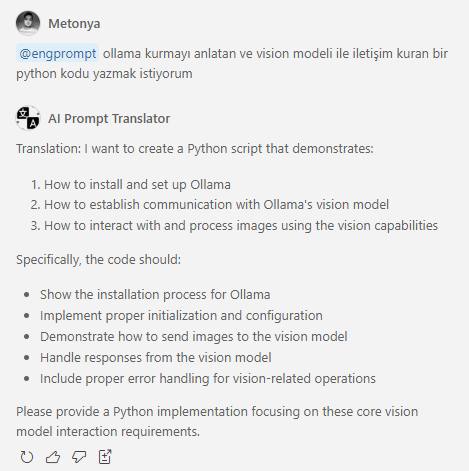 Metonya
@engprompt ollama kurmayı anlatan ve vision modeli ile iletişim kuran bir
python kodu yazmak istiyorum
AI Prompt Translator
Translation: I want to create a Python script that demonstrates:
1. How to install and set up Ollama
2. How to establish communication with Ollama's vision model
3. How to interact with and process images using the vision capabilities
Specifically, the code should:
• Show the installation process for Ollama
• Implement proper initialization and configuration
• Demonstrate how to send images to the vision model
• Handle responses from the vision model
• Include proper error handling for vision-related operations
Please provide a Python implementation focusing on these core vision
model interaction requirements.